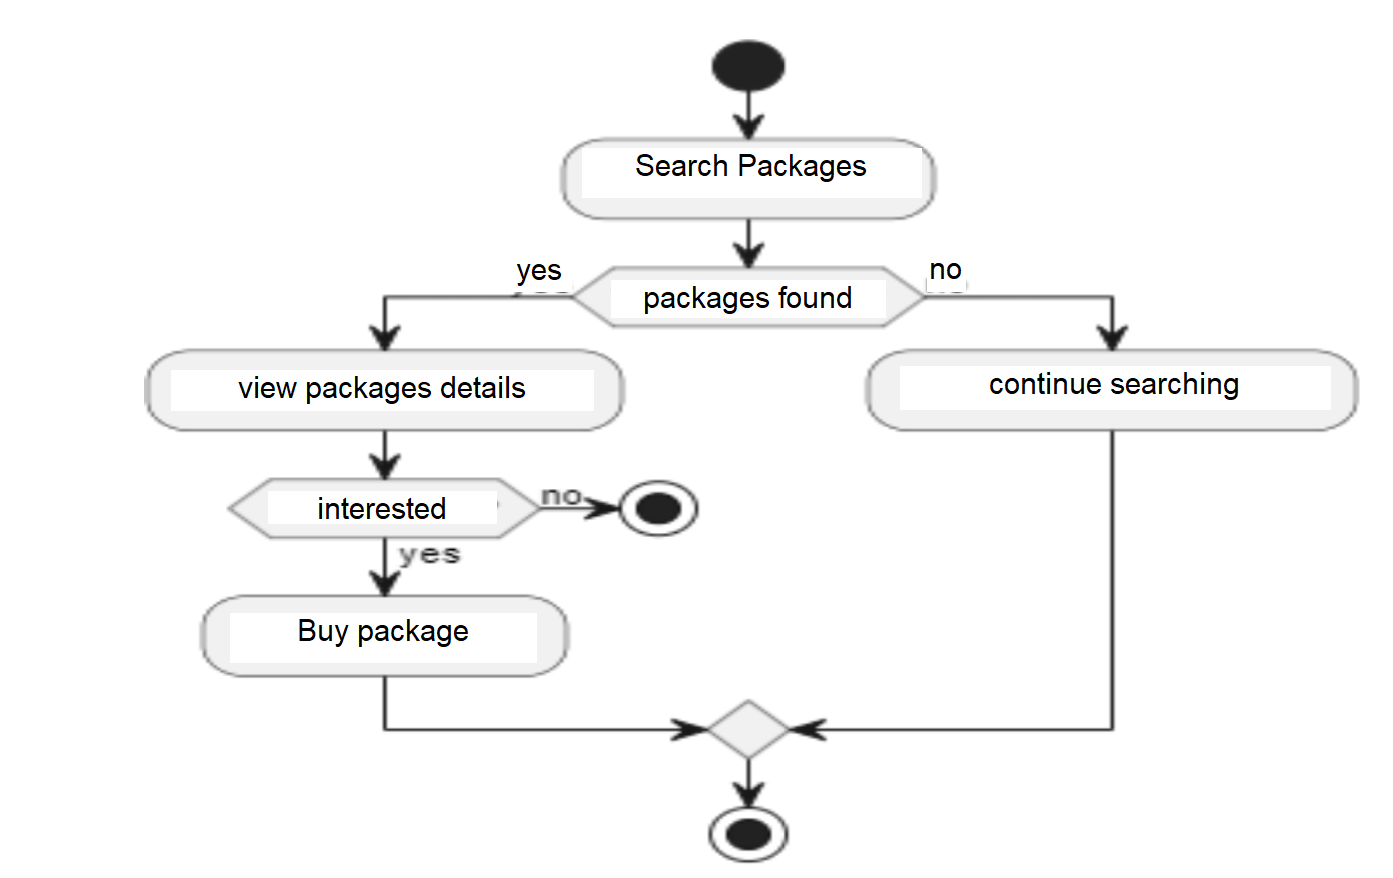 Search Packages
yes
no
packages found
view packages details
continue searching
interested
no
yes
Buy package